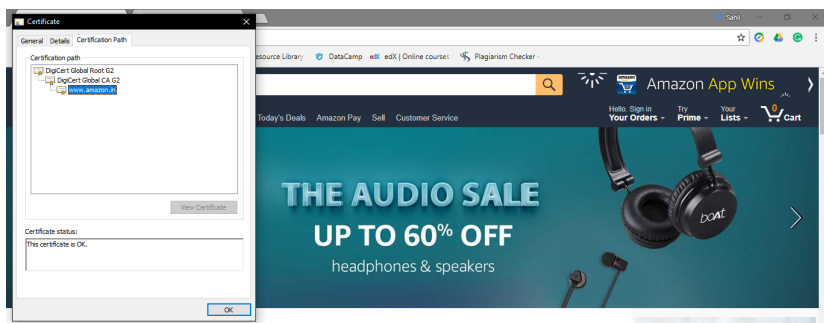 Certificate
General Details Certification Path
Certification path
DigiCert Global Root G2
DigiCert Global CA G2
www.amazon.in
View Certificate
Certificate status:
This certificate is OK.
OK
Sahil
esource Library DataCamp edX edX | Online courses Plagiarism Checker -
amazon Amazon App Wins
Today's Deals Amazon Pay Sell Customer Service
Hello. Sign in Try Your 0
Your Orders Prime Lists Cart
THE AUDIO SALE
UP TO 60% OFF
headphones & speakers
boAt